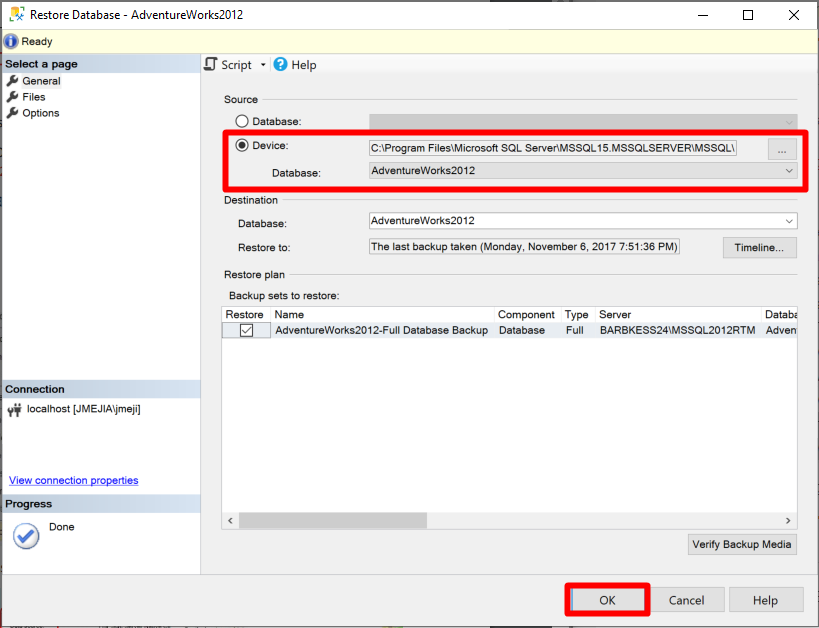 Restore Database - AdventureWorks2012
Ready
Select a page
General
Files
Options
Script
Help
Source
Database:
Device:
C:\Program Files\Microsoft SQL Server\MSSQL15.MSSQLSERVER\MSSQL\
...
Database:
AdventureWorks2012
Destination
Database:
AdventureWorks2012
Restore to:
The last backup taken (Monday, November 6, 2017 7:51:36 PM)
Timeline...
Restore plan
Backup sets to restore:
Restore Name Component Type Server Databa
AdventureWorks2012-Full Database Backup Database Full BARBKESS24\MSSQL2012RTM Adven
Connection
localhost [JMEJIA\jmeji]
View connection properties
Progress
Done
Verify Backup Media
OK
Cancel
Help